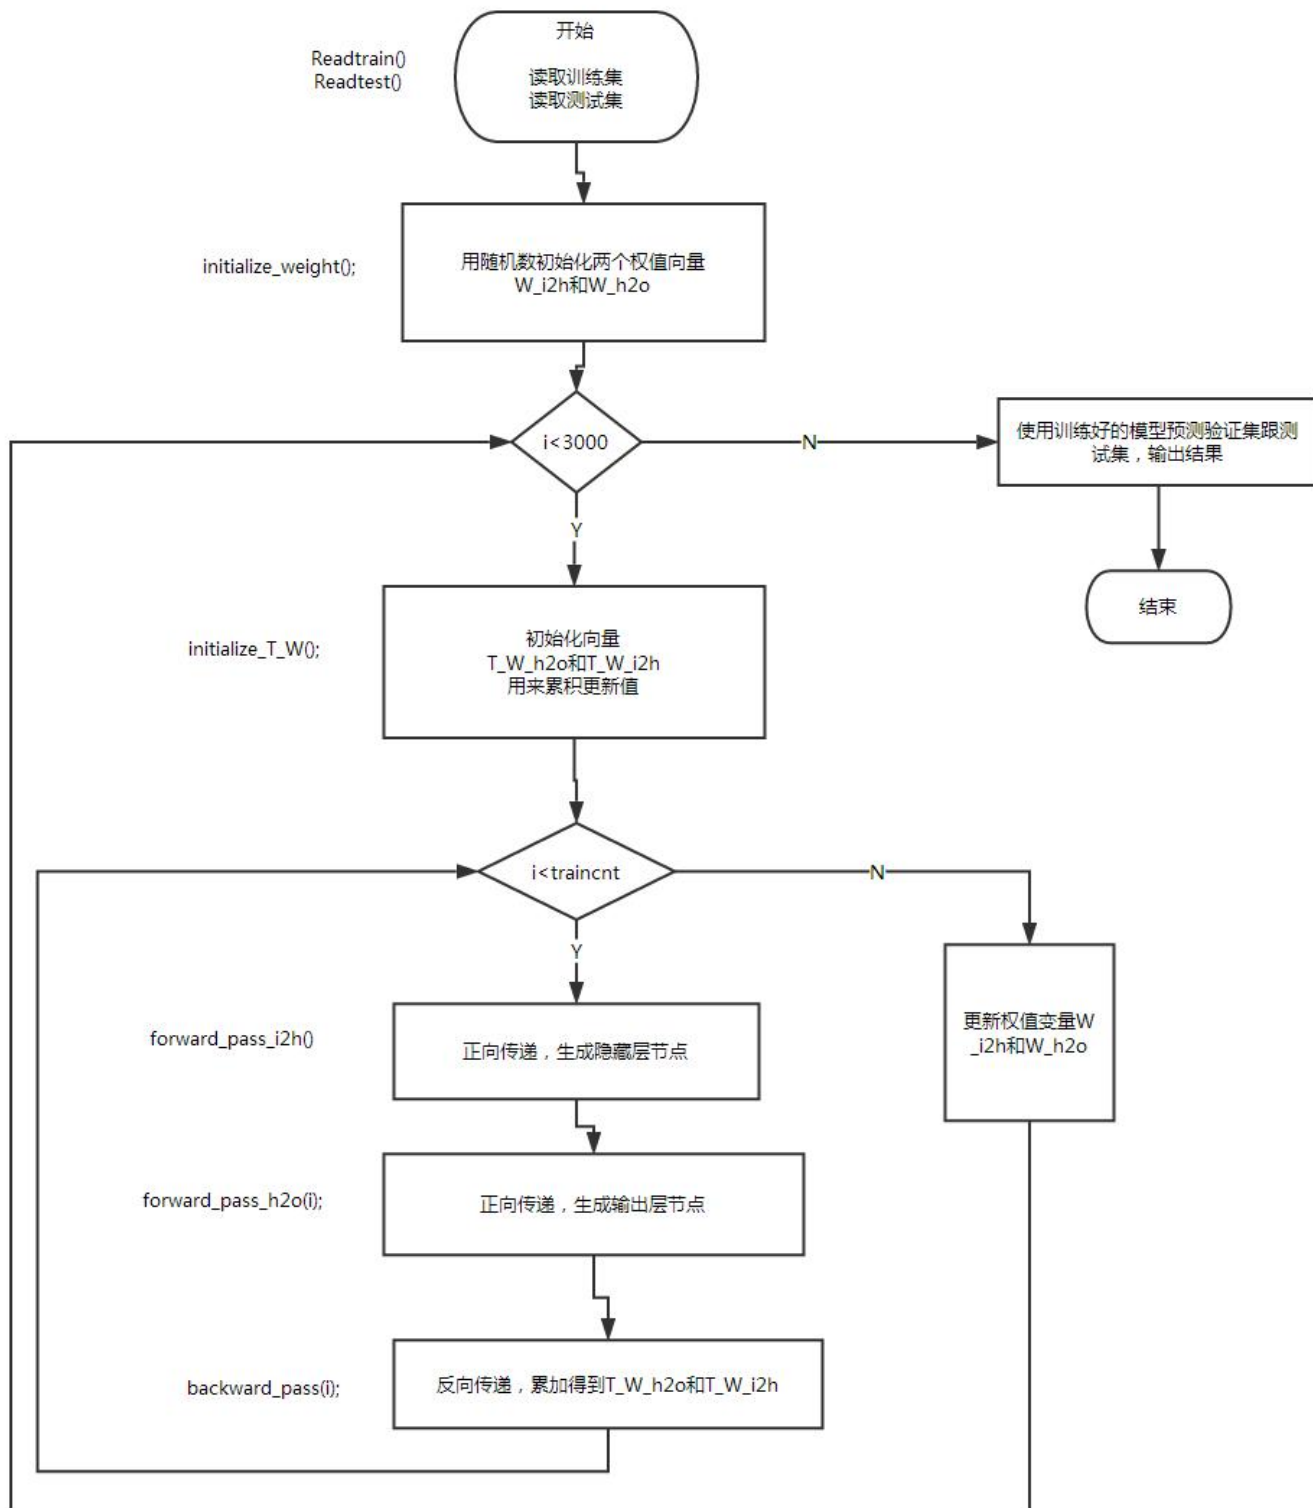 开始
Readtrain()
Readtest()
读取训练集
读取测试集
initialize_weight();
用随机数初始化两个权值向量
W_i2h和W_h2o
i<3000
N
使用训练好的模型预测验证集跟测
试集，输出结果
Y
结束
initialize_T_W();
初始化向量
T_W_h2o和T_W_i2h
用来累积更新值
i<traincnt
N
Y
forward_pass_i2h()
正向传递，生成隐藏层节点
更新权值变量W
_i2h和W_h2o
forward_pass_h2o(i);
正向传递，生成输出层节点
backward_pass(i);
反向传递，累加得到T_W_h2o和T_W_i2h